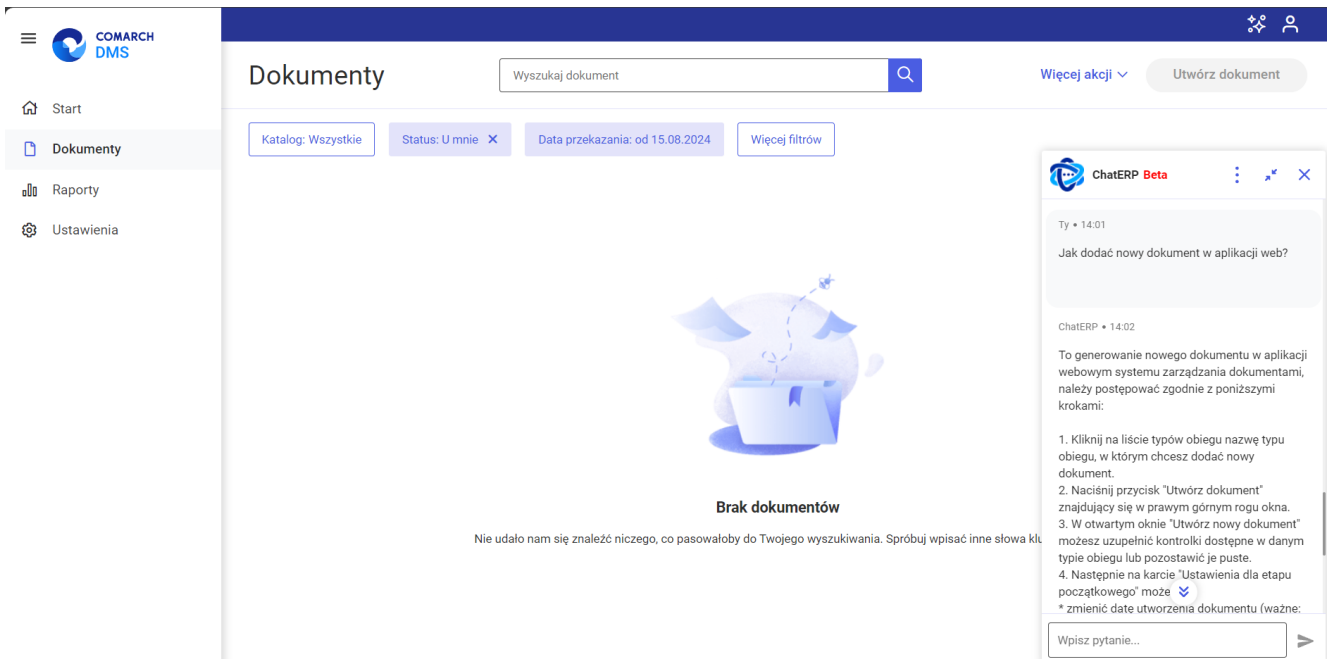 COMARCH
DMS
Start
Dokumenty
Raporty
Ustawienia
Dokumenty
Wyszukaj dokument
Więcej akcji
Utwórz dokument
Katalog: Wszystkie
Status: U mnie
Data przekazania: od 15.08.2024
Więcej filtrów
Brak dokumentów
Nie udało nam się znaleźć niczego, co pasowałoby do Twojego wyszukiwania. Spróbuj wpisać inne słowa klu
ChatERP Beta
Ty • 14:01
Jak dodać nowy dokument w aplikacji web?
ChatERP • 14:02
To generowanie nowego dokumentu w aplikacji
webowym systemu zarządzania dokumentami,
należy postępować zgodnie z poniższymi
krokami:
1. Kliknij na liście typów obiegu nazwę typu
obiegu, w którym chcesz dodać nowy
dokument.
2. Naciśnij przycisk "Utwórz dokument"
znajdujący się w prawym górnym rogu okna.
3. W otwartym oknie "Utwórz nowy dokument"
możesz uzupełnić kontrolki dostępne w danym
typie obiegu lub pozostawić je puste.
4. Następnie na karcie "Ustawienia dla etapu
początkowego" może
* zmienić datę utworzenia dokumentu (ważne:
Wpisz pytanie...